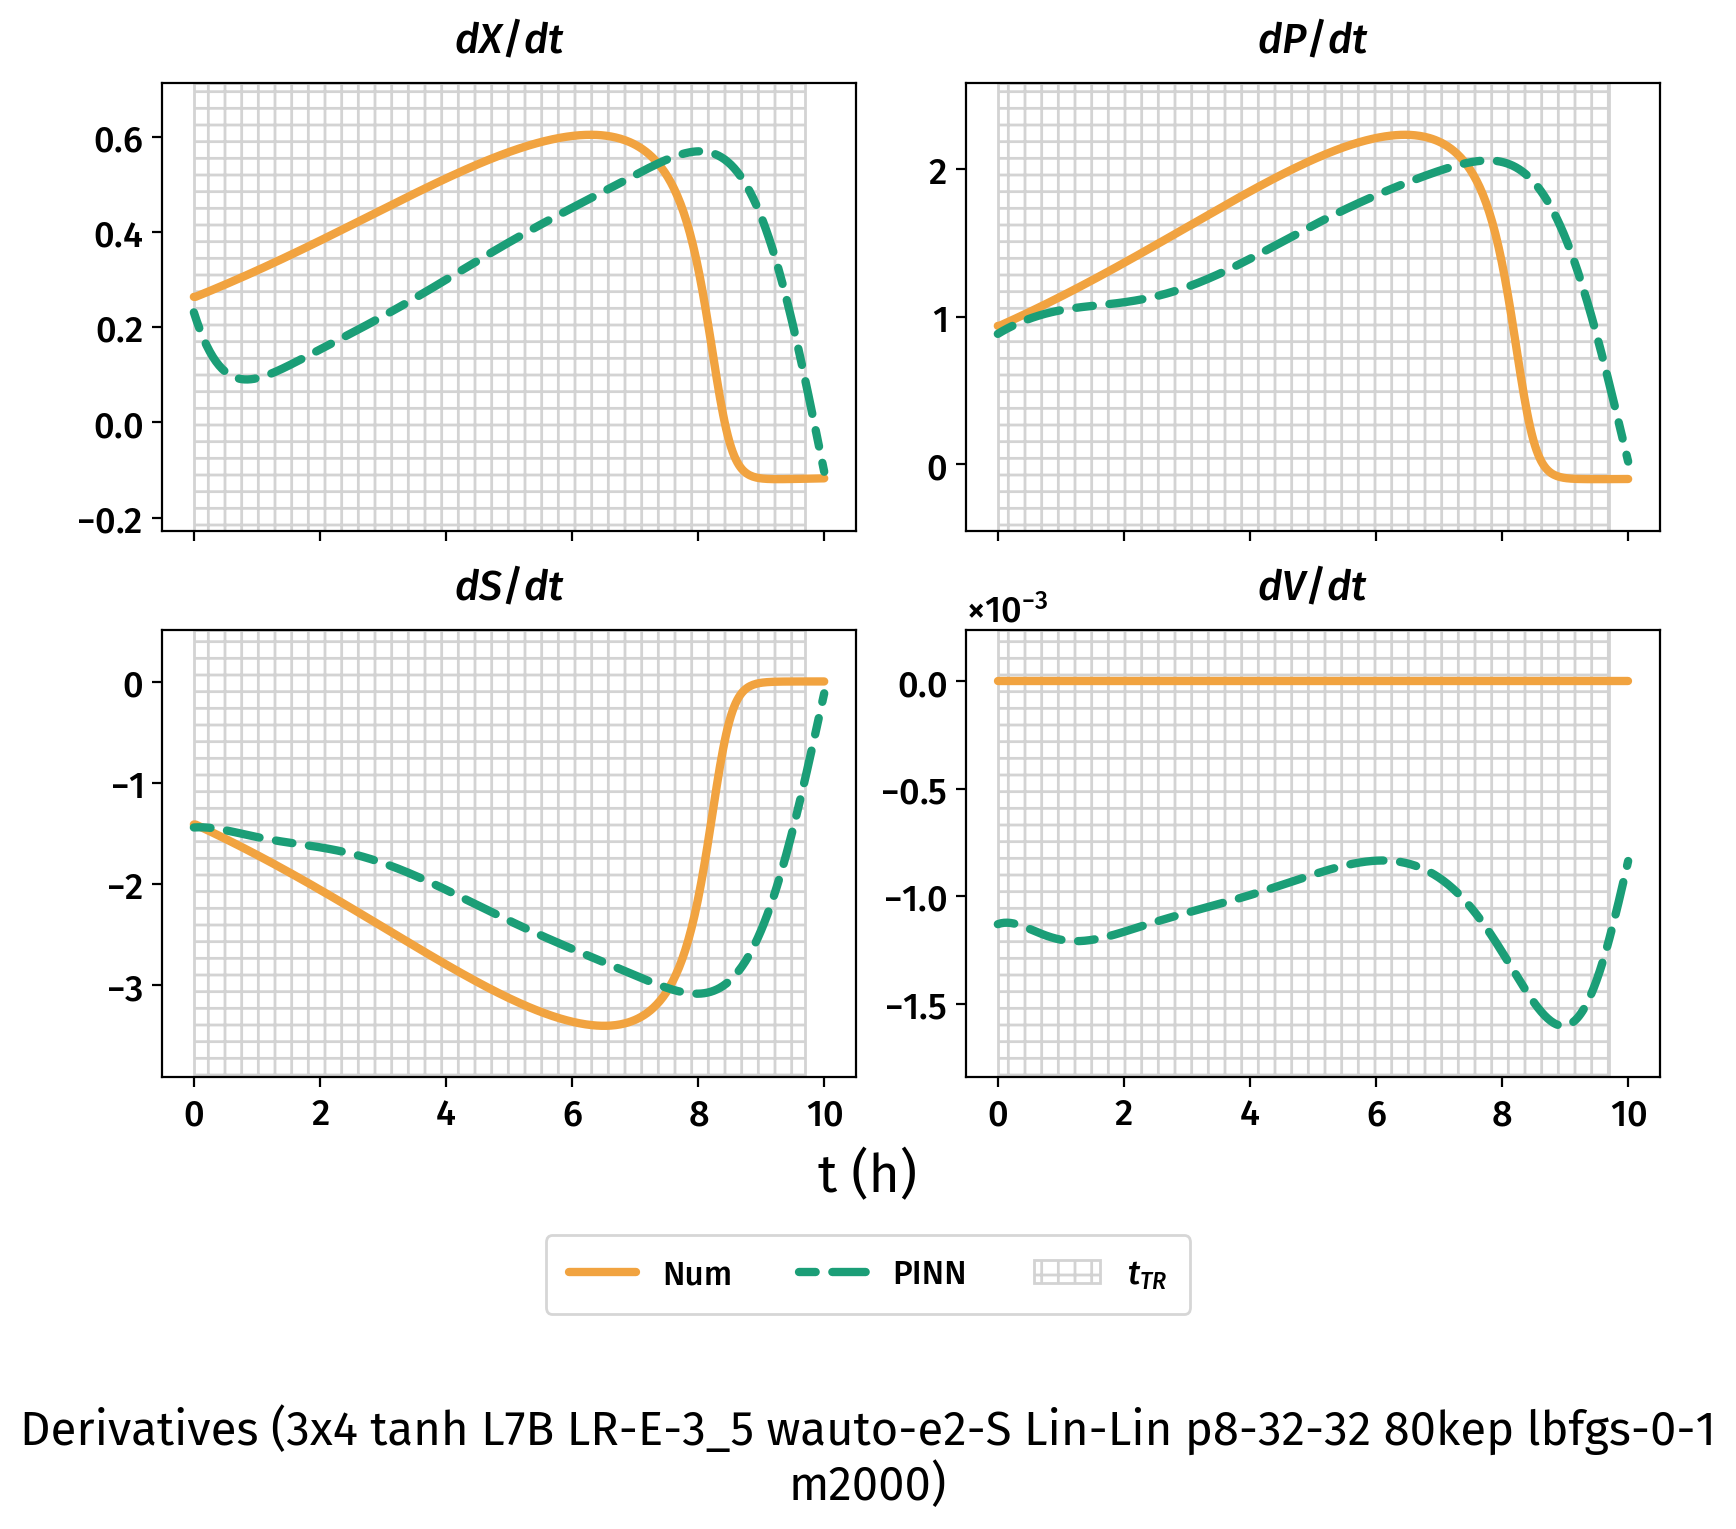 dX/dt
dP/dt
0.6
0.4
0.2
0.0
−0.2
2
1
0
dS/dt
dV/dt
×10⁻³
0
−1
−2
−3
0.0
−0.5
−1.0
−1.5
0 2 4 6 8 10
0 2 4 6 8 10
t (h)
Num PINN t_TR
Derivatives (3x4 tanh L7B LR-E-3_5 wauto-e2-S Lin-Lin p8-32-32 80kep lbfgs-0-1
m2000)